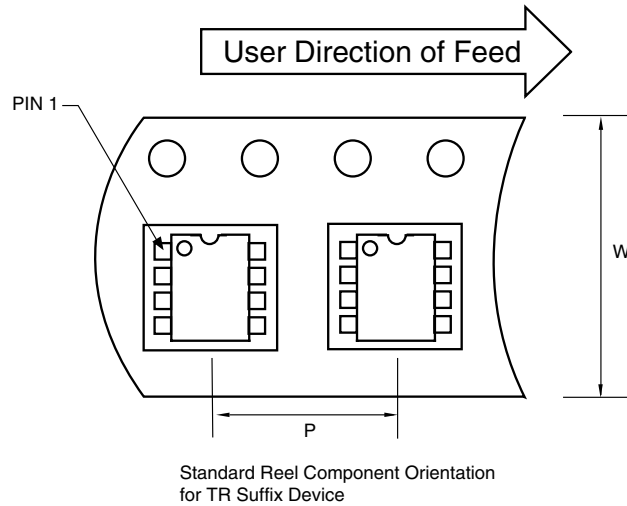 User Direction of Feed
PIN 1
W
P
Standard Reel Component Orientation
for TR Suffix Device